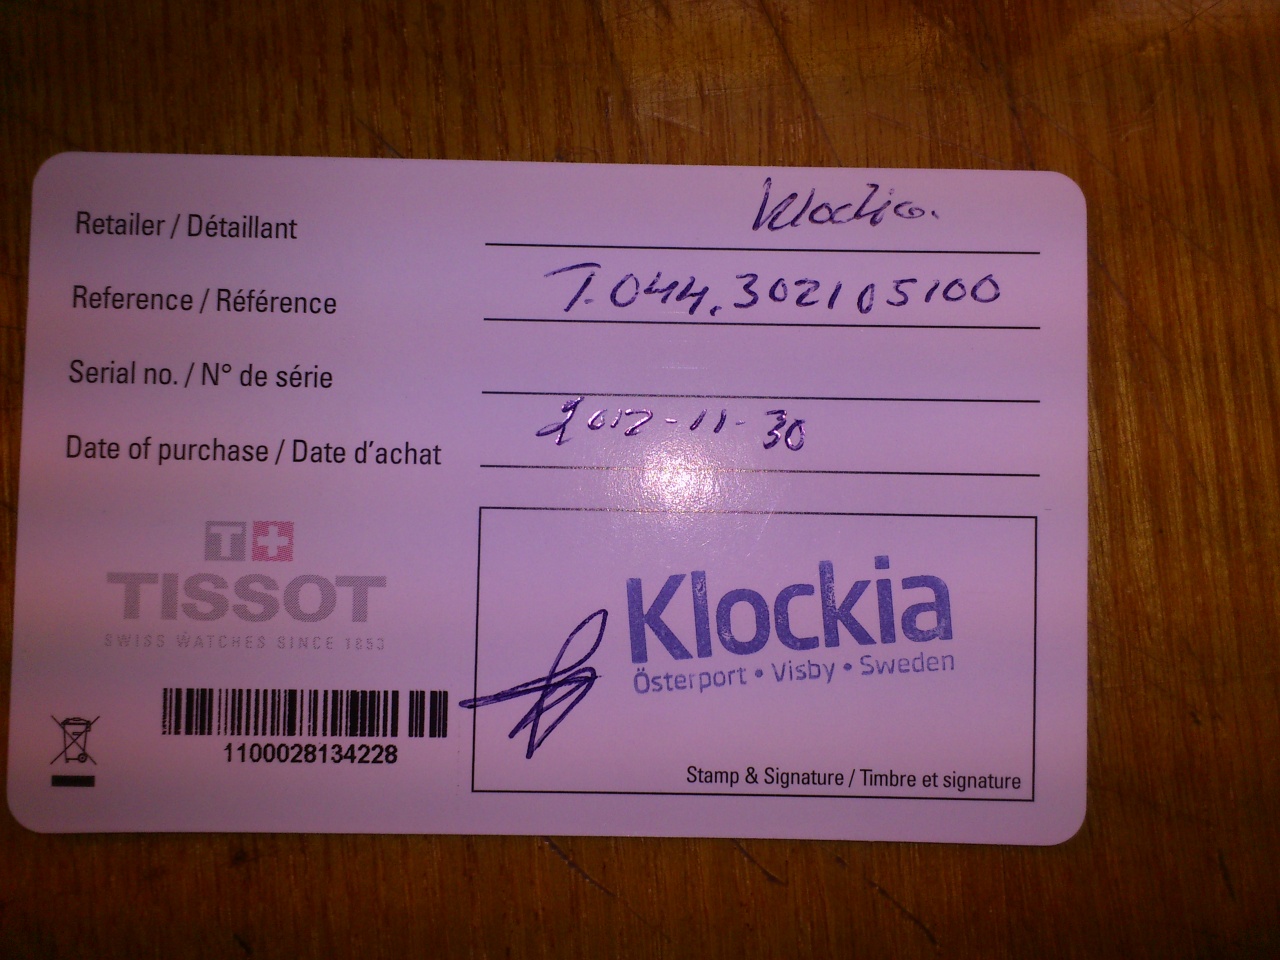 Retailer / Détaillant Klockia.
Reference / Référence T.044.302105100
Serial no. / N° de série
Date of purchase / Date d'achat 2012-11-30
T+
TISSOT
SWISS WATCHES SINCE 1853
1100028134228
Klockia
Österport • Visby • Sweden
Stamp & Signature / Timbre et signature